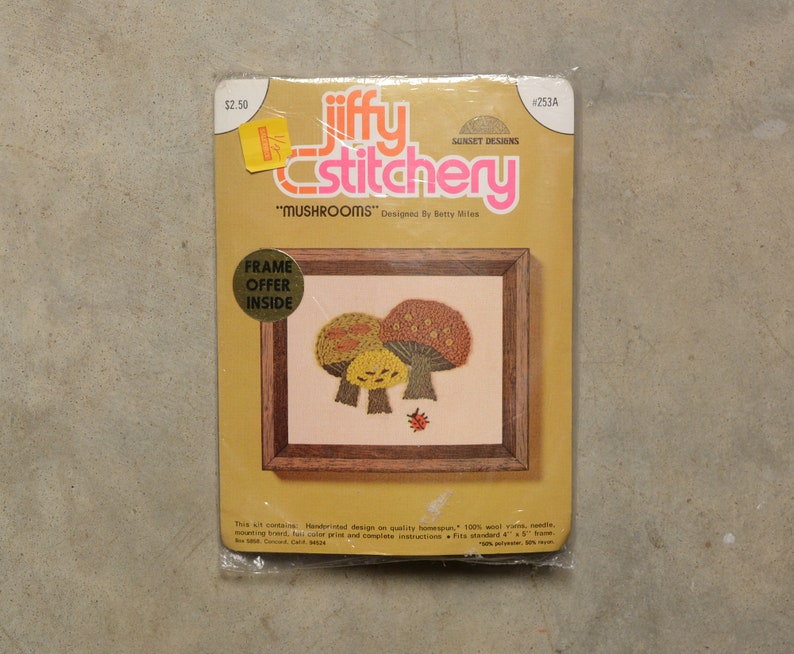 $2.50
#253A
1/2
jiffy
stitchery
SUNSET DESIGNS
"MUSHROOMS" Designed By Betty Miles
FRAME
OFFER
INSIDE
This kit contains: Handprinted design on quality homespun,* 100% wool yarns, needle,
mounting board, full color print and complete instructions • Fits standard 4" x 5" frame.
Box 5858, Concord, Calif. 94524
*50% polyester, 50% rayon.